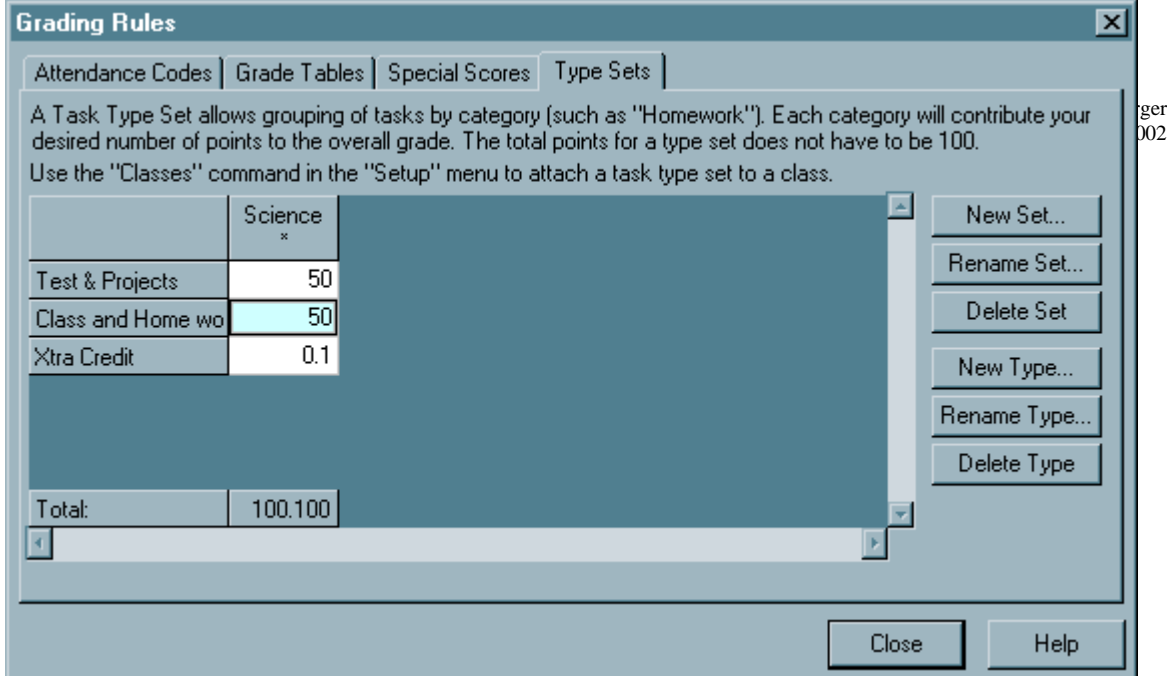 Grading Rules
Attendance Codes Grade Tables Special Scores Type Sets
A Task Type Set allows grouping of tasks by category (such as "Homework"). Each category will contribute your
desired number of points to the overall grade. The total points for a type set does not have to be 100.
Use the "Classes" command in the "Setup" menu to attach a task type set to a class.
rger
002
Science
*
New Set...
Rename Set...
Test & Projects 50
Class and Home wo 50
Delete Set
Xtra Credit 0.1
New Type...
Rename Type...
Delete Type
Total: 100.100
Close Help